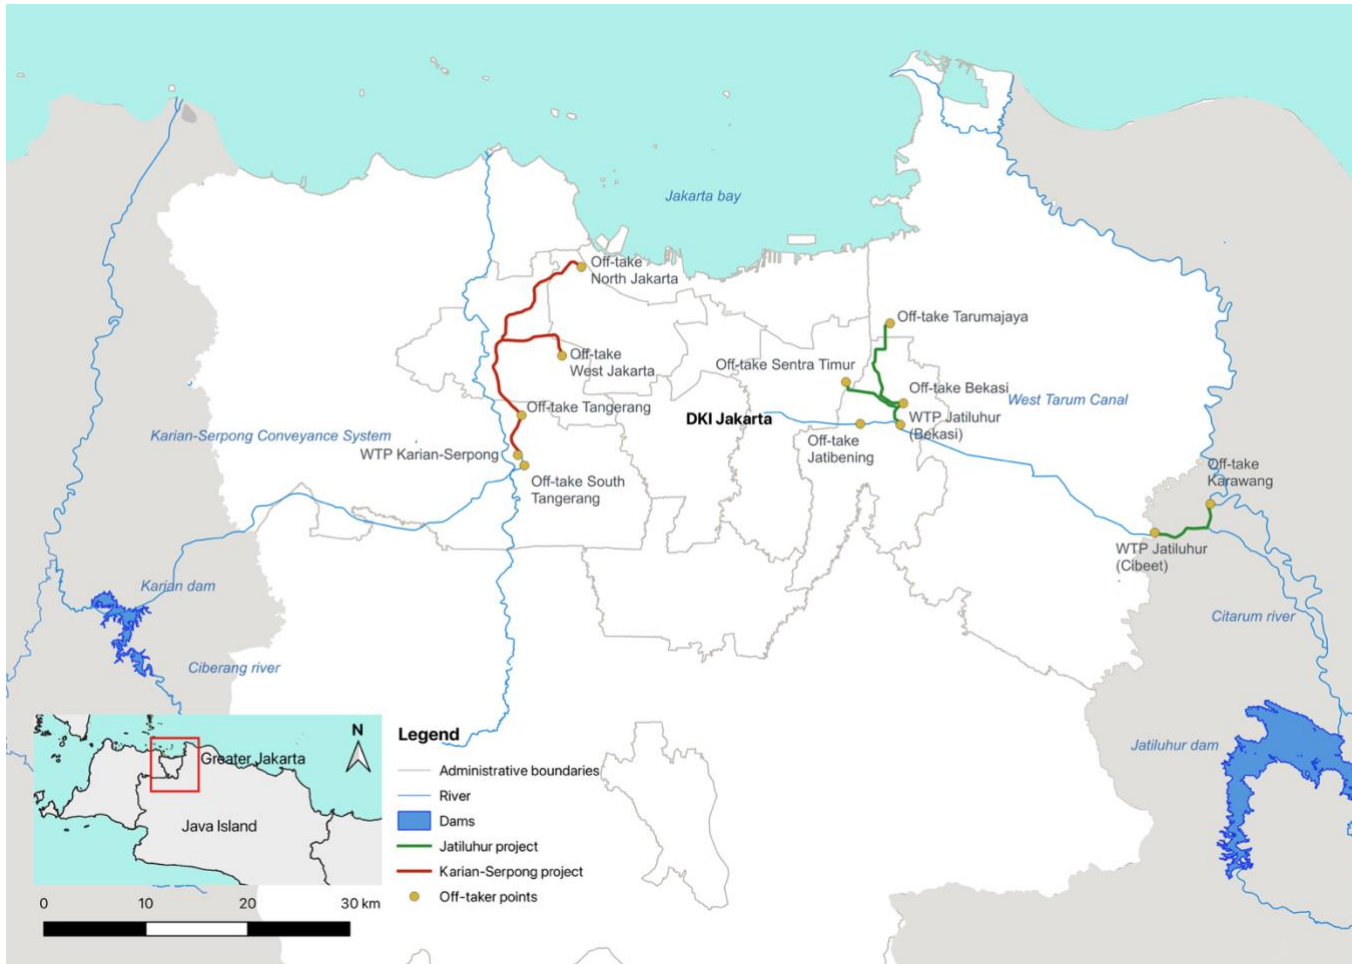 Jakarta bay
Off-take
North Jakarta
Off-take Tarumajaya
Off-take
West Jakarta
Off-take Sentra Timur
Off-take Bekasi
West Tarum Canal
Off-take Tangerang
DKI Jakarta
WTP Jatiluhur
(Bekasi)
Karian-Serpong Conveyance System
Off-take
Jatibening
WTP Karian-Serpong
Off-take
Karawang
Off-take South
Tangerang
WTP Jatiluhur
(Cibeet)
Karian dam
Citarum river
Ciberang river
Jatiluhur dam
N
Greater Jakarta
Java Island
Legend
Administrative boundaries
River
Dams
Jatiluhur project
Karian-Serpong project
Off-taker points
0 10 20 30 km